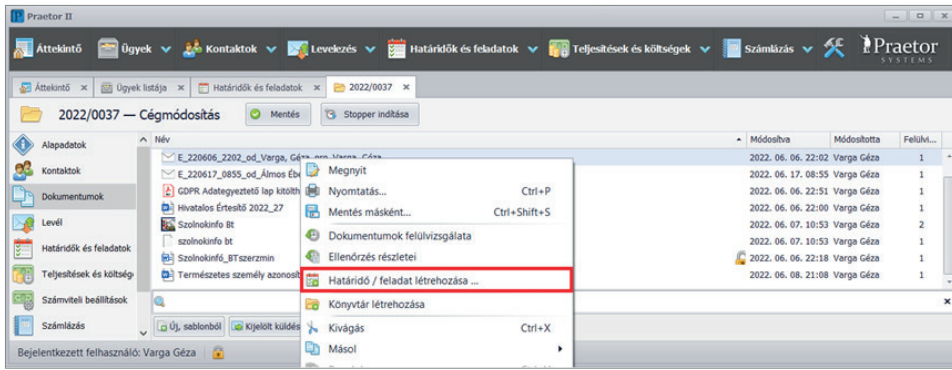 Praetor II
Áttekintő Ügyek Kontaktok Levelezés Határidők és feladatok Teljesítések és költségek Számlázás Praetor
SYSTEMS
Áttekintő Ügyek listája Határidők és feladatok 2022/0037
2022/0037 — Cégmódosítás Mentés Stopper indítása
Alapadatok
Kontaktok
Dokumentumok
Levél
Határidők és feladatok
Teljesítések és költség
Számviteli beállítások
Számlázás
Név Módosítva Módosította Felülvi...
E_220606_2202_od_Varga, Géza_pro_Varga, Géza 2022. 06. 06. 22:02 Varga Géza 1
E_220617_0855_od_Álmos Éb 2022. 06. 17. 08:55 Varga Géza 1
GDPR Adategyeztető lap kitölth 2022. 06. 06. 22:51 Varga Géza 1
Hivatalos Értesítő 2022_27 2022. 06. 06. 22:00 Varga Géza 1
Szolnokinfo Bt 2022. 06. 07. 10:53 Varga Géza 2
szolnokinfo bt 2022. 06. 07. 10:53 Varga Géza 1
Szolnokinfó_BTszerzmin 2022. 06. 06. 22:18 Varga Géza 1
Természetes személy azonosít 2022. 06. 08. 21:08 Varga Géza 1
Megnyit
Nyomtatás... Ctrl+P
Mentés másként... Ctrl+Shift+S
Dokumentumok felülvizsgálata
Ellenőrzés részletei
Határidő / feladat létrehozása ...
Könyvtár létrehozása
Kivágás Ctrl+X
Másol
Új, sablonból Kijelölt küldés
Bejelentkezett felhasználó: Varga Géza